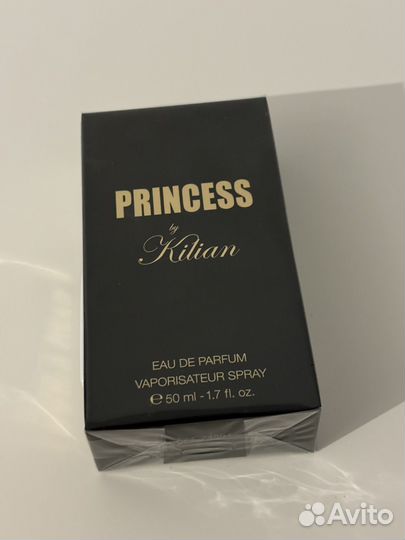 PRINCESS
by
Kilian
EAU DE PARFUM
VAPORISATEUR SPRAY
℮ 50 ml - 1.7 fl. oz.
Avito